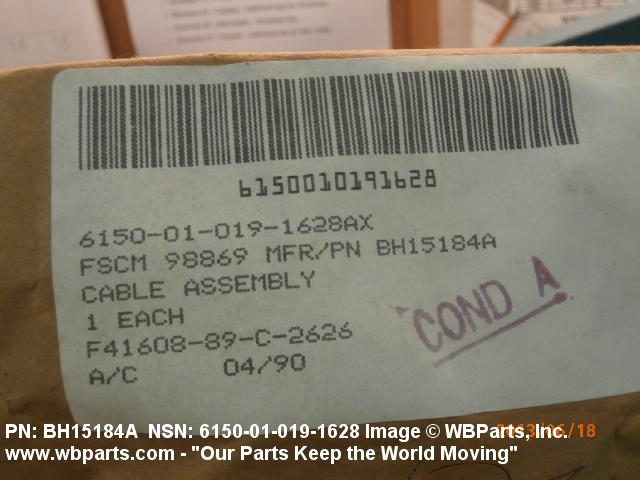 6150010191628
6150-01-019-1628AX
FSCM 98869 MFR/PN BH15184A
CABLE ASSEMBLY
1 EACH
F41608-89-C-2626
A/C 04/90
COND A
PN: BH15184A NSN: 6150-01-019-1628 Image © WBParts, Inc.
www.wbparts.com - "Our Parts Keep the World Moving"